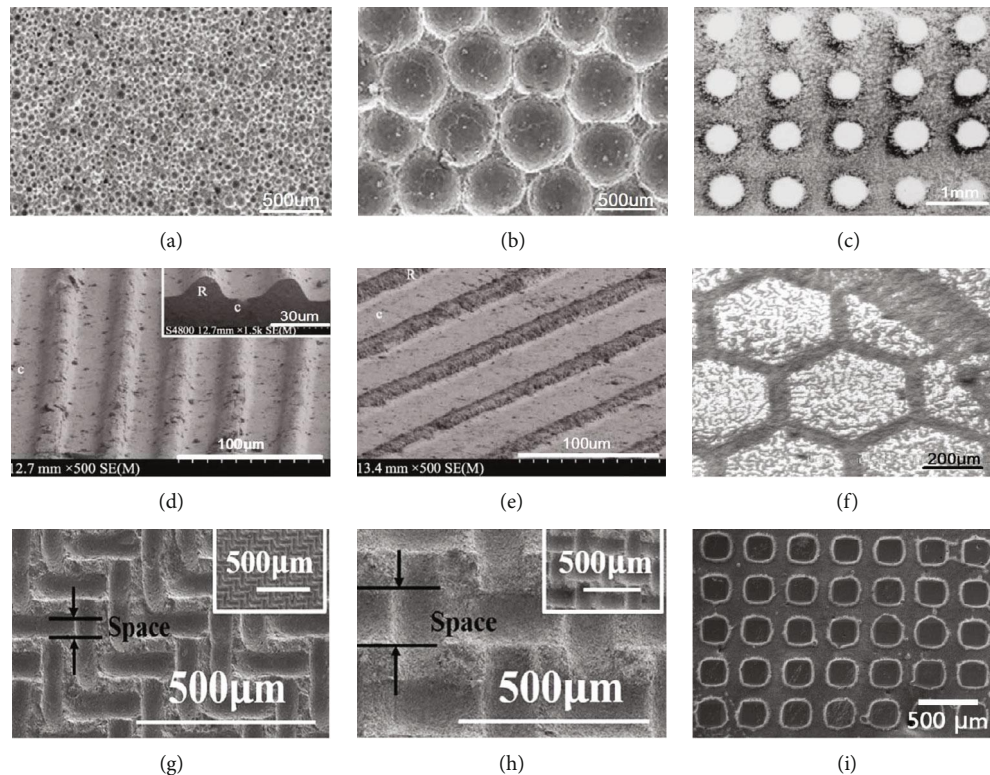 500um
500um
1mm
(a)
(b)
(c)
R
c
30um
S4800 12.7mm ×1.5k SE(M)
c
100μm
12.7 mm ×500 SE(M)
R
c
100um
13.4 mm ×500 SE(M)
200μm
(d)
(e)
(f)
500μm
Space
500μm
500μm
Space
500μm
500 μm
(g)
(h)
(i)